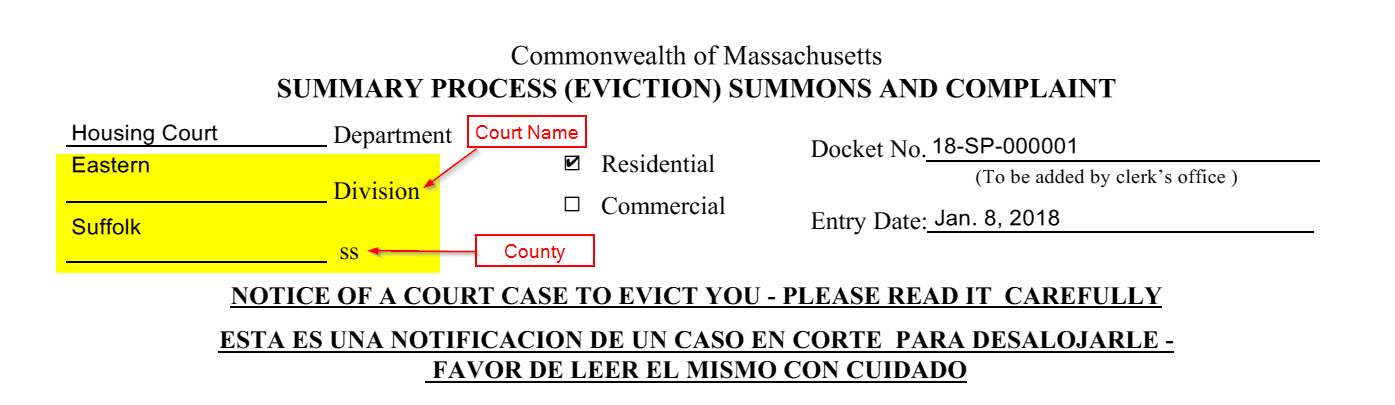 Commonwealth of Massachusetts
SUMMARY PROCESS (EVICTION) SUMMONS AND COMPLAINT
Housing Court Department
Court Name
Eastern
Division
Suffolk
ss
County
Residential
Commercial
Docket No. 18-SP-000001
(To be added by clerk's office )
Entry Date: Jan. 8, 2018
NOTICE OF A COURT CASE TO EVICT YOU - PLEASE READ IT CAREFULLY
ESTA ES UNA NOTIFICACION DE UN CASO EN CORTE PARA DESALOJARLE -
FAVOR DE LEER EL MISMO CON CUIDADO